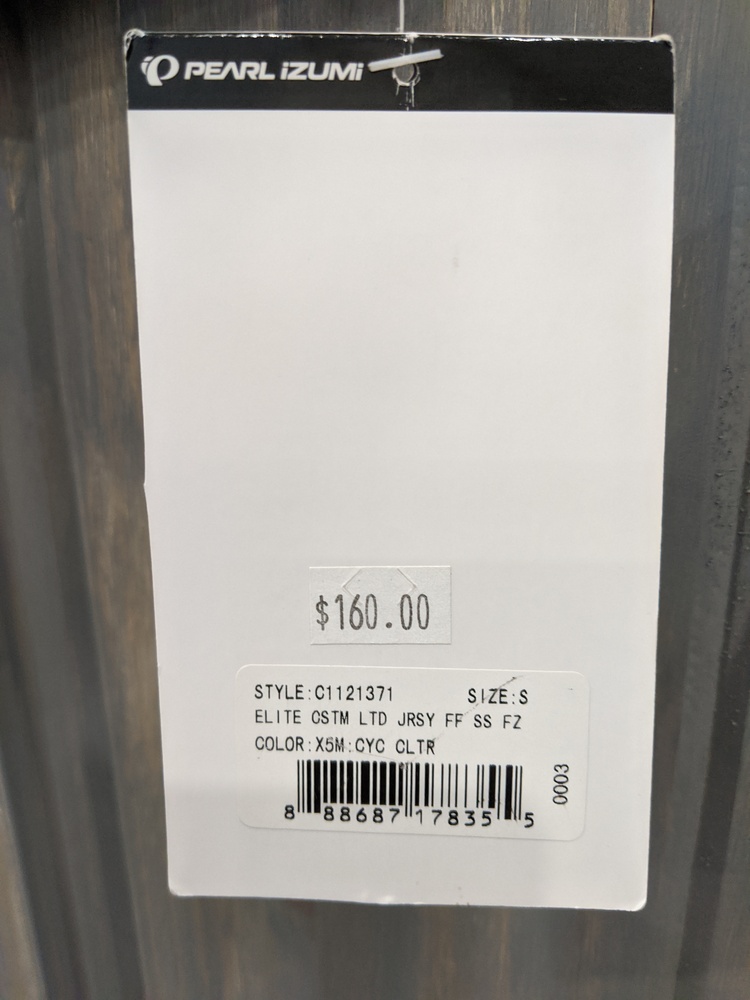 PEARL iZUMi
$160.00
STYLE:C1121371 SIZE:S
ELITE CSTM LTD JRSY FF SS FZ
COLOR:X5M:CYC CLTR
0003
8 88687 17835 5